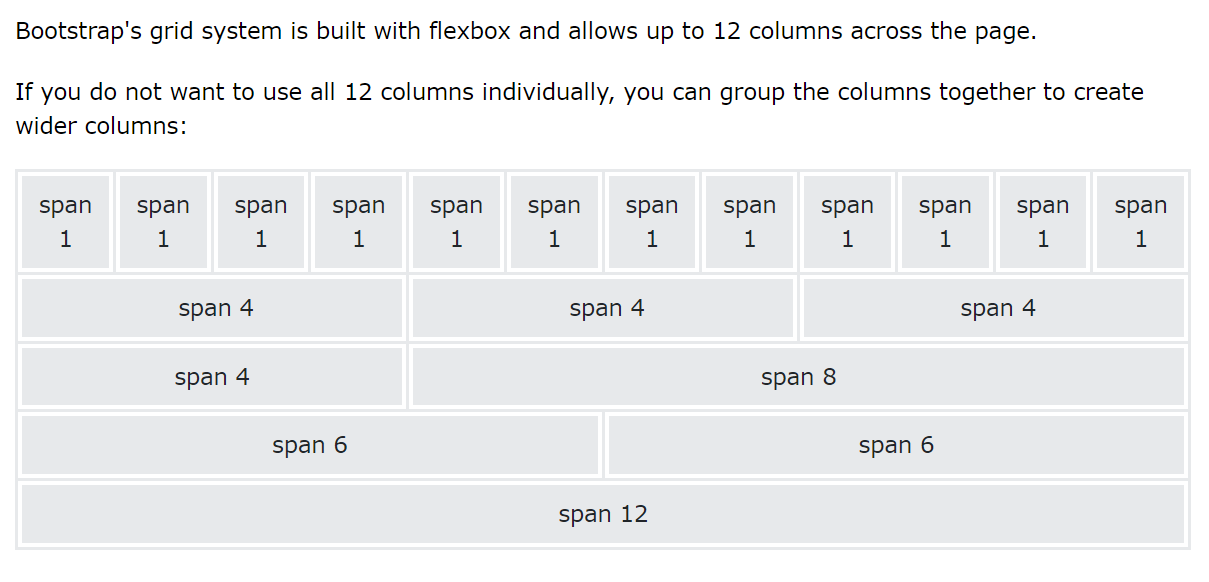 Bootstrap's grid system is built with flexbox and allows up to 12 columns across the page.
If you do not want to use all 12 columns individually, you can group the columns together to create
wider columns:
span span span span span span span span span span span span
1 1 1 1 1 1 1 1 1 1 1 1
span 4 span 4 span 4
span 4 span 8
span 6 span 6
span 12